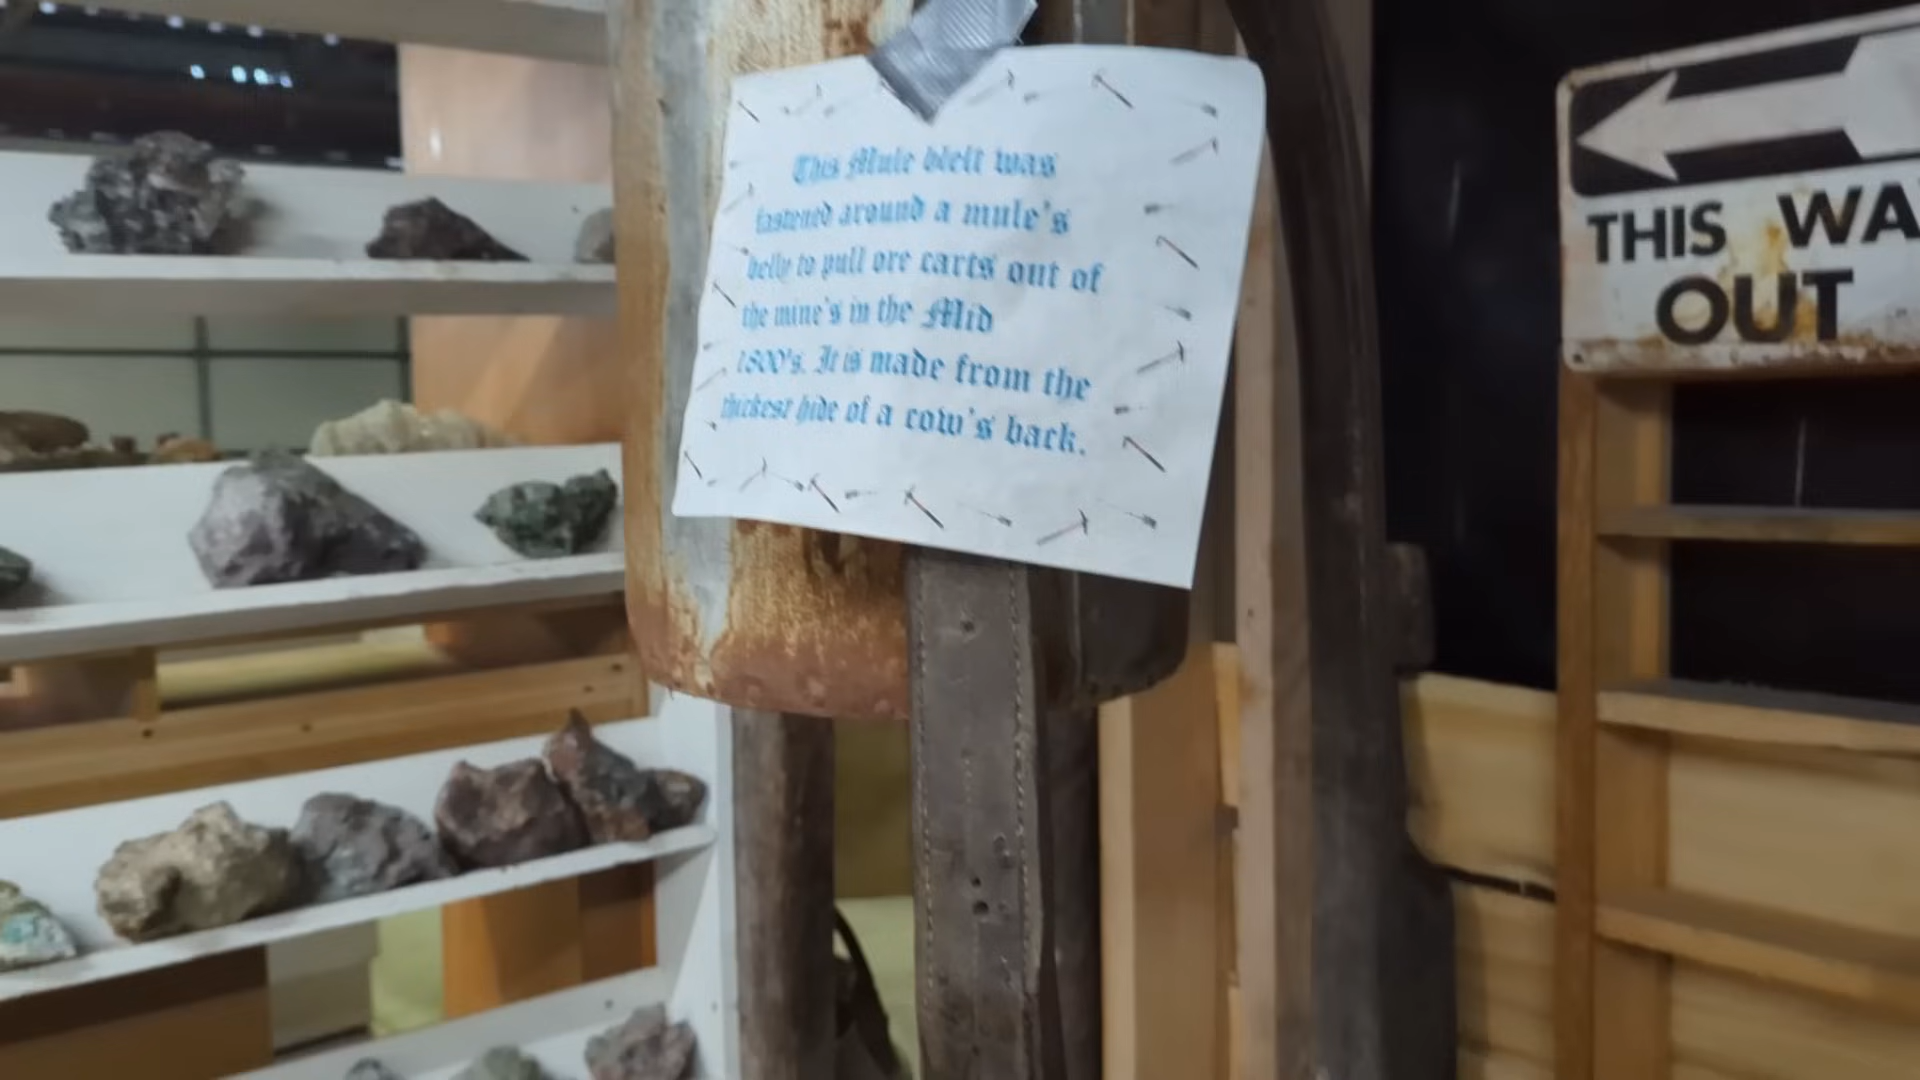 This Mule blelt was
fastened around a mule's
belly to pull ore carts out of
the mine's in the Mid
1800's. It is made from the
thickest hide of a cow's back.
THIS WA
OUT